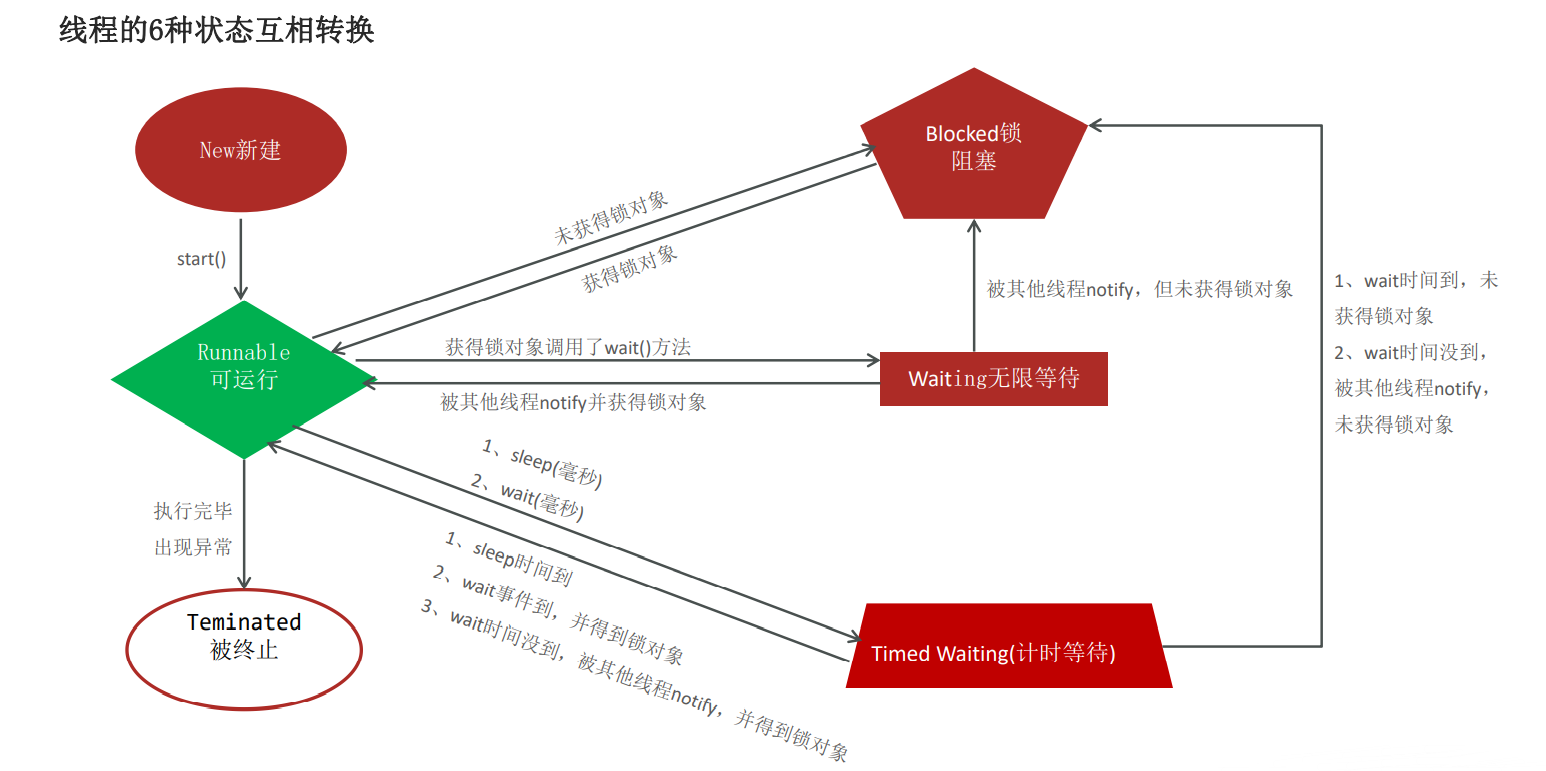 线程的6种状态互相转换
New新建
start()
Runnable
可运行
执行完毕
出现异常
Teminated
被终止
未获得锁对象
获得锁对象
获得锁对象调用了wait()方法
被其他线程notify并获得锁对象
1、sleep(毫秒)
2、wait(毫秒)
1、sleep时间到
2、wait事件到，并得到锁对象
3、wait时间没到，被其他线程notify，并得到锁对象
Blocked锁
阻塞
被其他线程notify，但未获得锁对象
Waiting无限等待
Timed Waiting(计时等待)
1、wait时间到，未
获得锁对象
2、wait时间没到，
被其他线程notify，
未获得锁对象